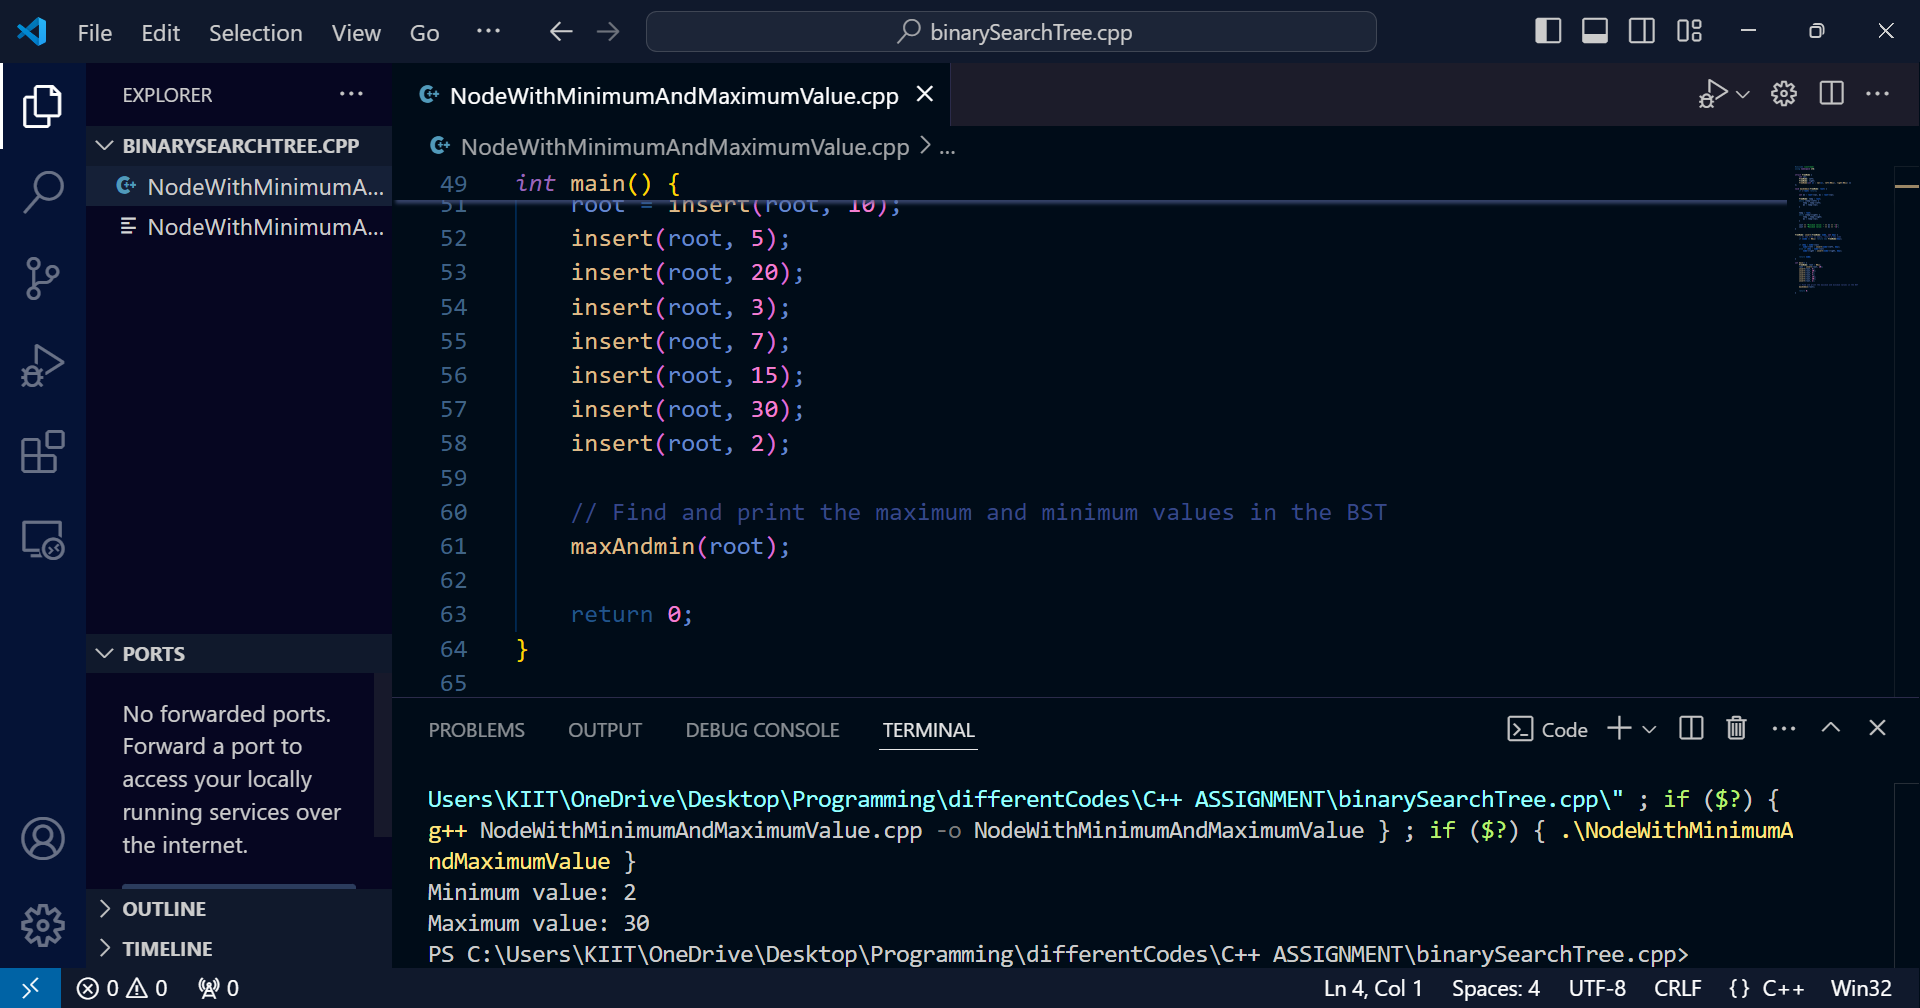 File Edit Selection View Go ···
binarySearchTree.cpp
EXPLORER ···
BINARYSEARCHTREE.CPP
NodeWithMinimumA...
NodeWithMinimumA...
PORTS
No forwarded ports.
Forward a port to
access your locally
running services over
the internet.
OUTLINE
TIMELINE
NodeWithMinimumAndMaximumValue.cpp
NodeWithMinimumAndMaximumValue.cpp > ...
49 int main() {
51 root = insert(root, 10);
52 insert(root, 5);
53 insert(root, 20);
54 insert(root, 3);
55 insert(root, 7);
56 insert(root, 15);
57 insert(root, 30);
58 insert(root, 2);
59
60 // Find and print the maximum and minimum values in the BST
61 maxAndmin(root);
62
63 return 0;
64 }
65
PROBLEMS OUTPUT DEBUG CONSOLE TERMINAL
Code
Users\KIIT\OneDrive\Desktop\Programming\differentCodes\C++ ASSIGNMENT\binarySearchTree.cpp\" ; if ($?) {
g++ NodeWithMinimumAndMaximumValue.cpp -o NodeWithMinimumAndMaximumValue } ; if ($?) { .\NodeWithMinimumA
ndMaximumValue }
Minimum value: 2
Maximum value: 30
PS C:\Users\KIIT\OneDrive\Desktop\Programming\differentCodes\C++ ASSIGNMENT\binarySearchTree.cpp>
0 0 0
Ln 4, Col 1 Spaces: 4 UTF-8 CRLF {} C++ Win32